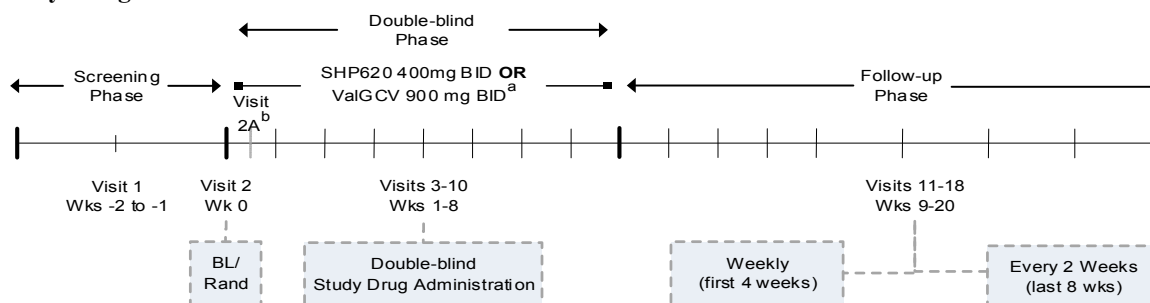 Double-blind
Phase
Screening
Phase
SHP620 400mg BID OR
ValGCV 900 mg BIDa
Follow-up
Phase
Visit
2Ab
Visit 1
Wks -2 to -1
Visit 2
Wk 0
Visits 3-10
Wks 1-8
Visits 11-18
Wks 9-20
BL/
Rand
Double-blind
Study Drug Administration
Weekly
(first 4 weeks)
Every 2 Weeks
(last 8 wks)